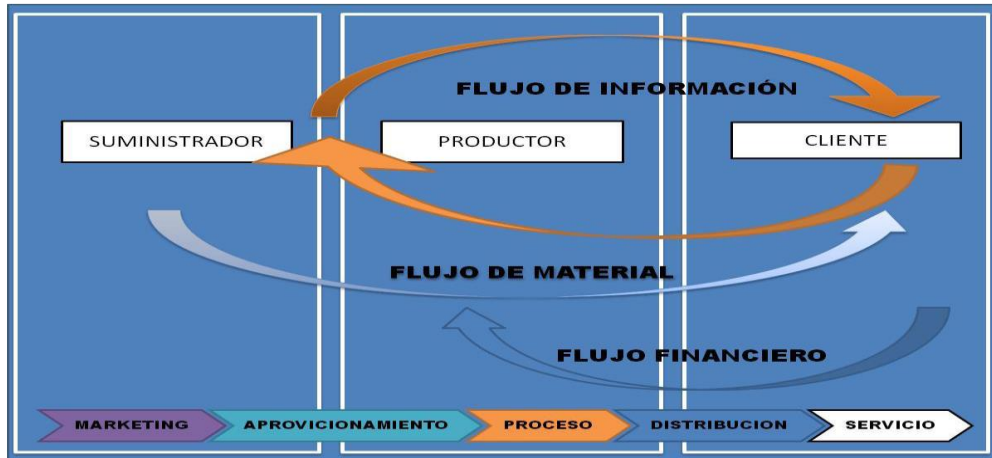 FLUJO DE INFORMACIÓN
SUMINISTRADOR
PRODUCTOR
CLIENTE
FLUJO DE MATERIAL
FLUJO FINANCIERO
MARKETING
APROVICIONAMIENTO
PROCESO
DISTRIBUCION
SERVICIO